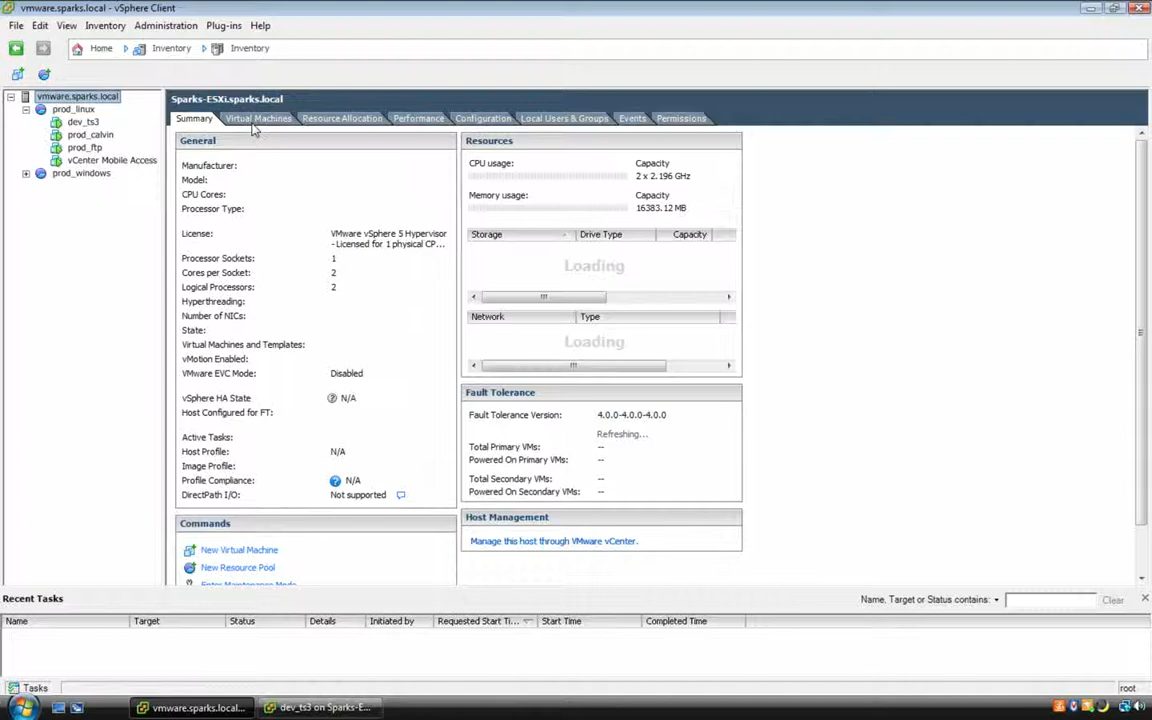 vmware.sparks.local - vSphere Client
File Edit View Inventory Administration Plug-ins Help
Home Inventory Inventory
vmware.sparks.local
prod_linux
dev_ts3
prod_calvin
prod_ftp
vCenter Mobile Access
prod_windows
Sparks-ESXi.sparks.local
Summary Virtual Machines Resource Allocation Performance Configuration Local Users & Groups Events Permissions
General
Manufacturer:
Model:
CPU Cores:
Processor Type:
License: VMware vSphere 5 Hypervisor
- Licensed for 1 physical CP...
Processor Sockets: 1
Cores per Socket: 2
Logical Processors: 2
Hyperthreading:
Number of NICs:
State:
Virtual Machines and Templates:
vMotion Enabled:
VMware EVC Mode: Disabled
vSphere HA State N/A
Host Configured for FT:
Active Tasks:
Host Profile: N/A
Image Profile:
Profile Compliance: N/A
DirectPath I/O: Not supported
Commands
New Virtual Machine
New Resource Pool
Enter Maintenance Mode
Resources
CPU usage: Capacity
2 x 2.196 GHz
Memory usage: Capacity
16383.12 MB
Storage Drive Type Capacity
Loading
Network Type
Loading
Fault Tolerance
Fault Tolerance Version: 4.0.0-4.0.0-4.0.0
Refreshing...
Total Primary VMs: --
Powered On Primary VMs: --
Total Secondary VMs: --
Powered On Secondary VMs: --
Host Management
Manage this host through VMware vCenter.
Recent Tasks
Name, Target or Status contains: Clear
Name Target Status Details Initiated by Requested Start Ti... Start Time Completed Time
Tasks
root
vmware.sparks.local... dev_ts3 on Sparks-E...